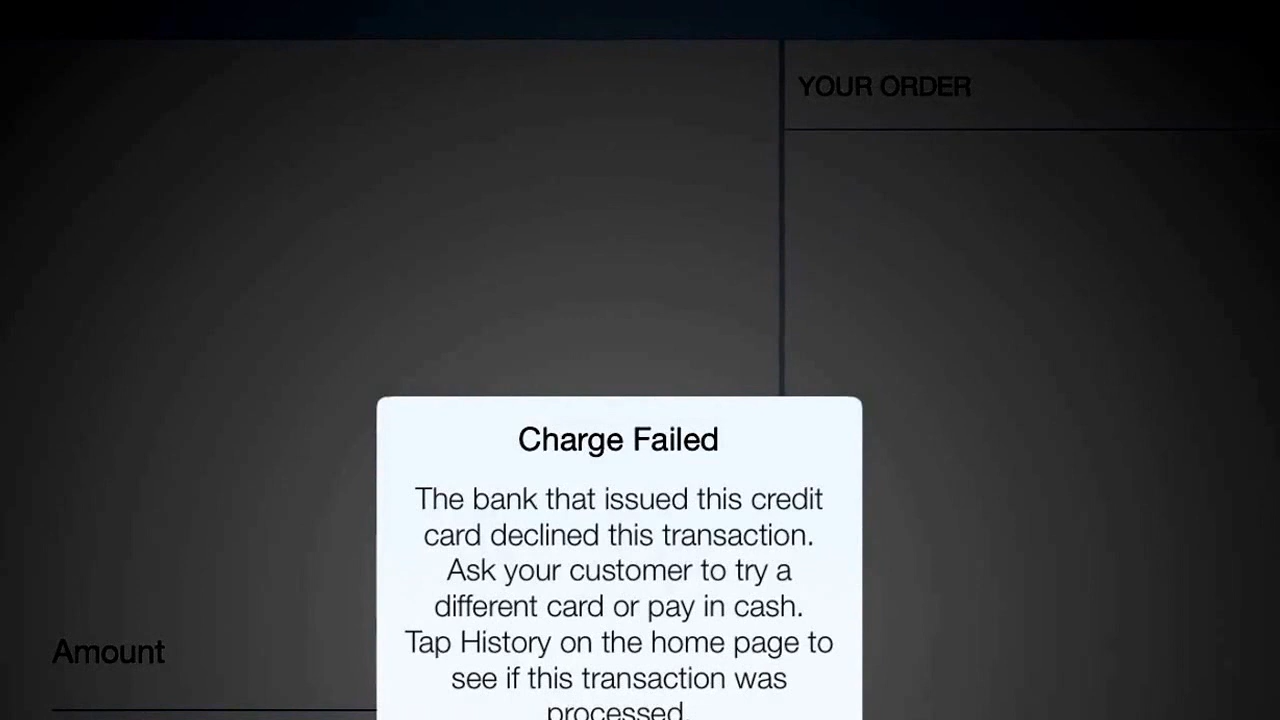 YOUR ORDER
Charge Failed
The bank that issued this credit
card declined this transaction.
Ask your customer to try a
different card or pay in cash.
Tap History on the home page to
see if this transaction was
processed.
Amount